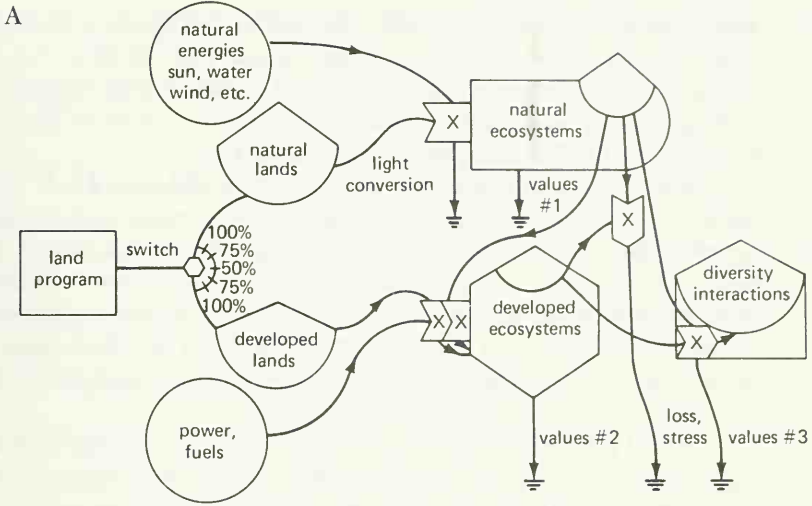 A
natural
energies
sun, water
wind, etc.
natural
lands
light
conversion
X
natural
ecosystems
values
#1
X
land
program
switch
100%
75%
50%
75%
100%
developed
lands
X X
developed
ecosystems
diversity
interactions
X
power,
fuels
values #2
loss,
stress
values #3